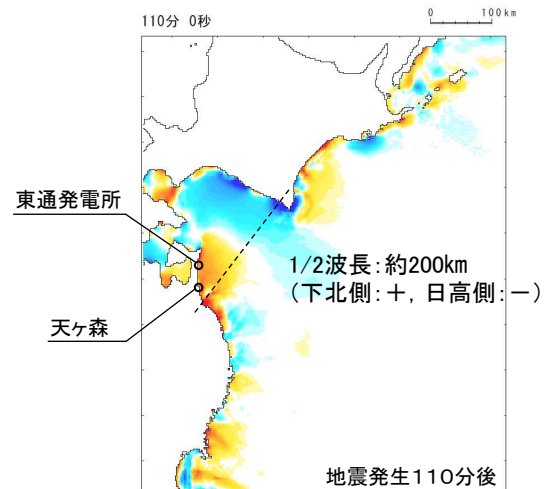 110分 0秒
0 100km
東通発電所
1/2波長：約200km
（下北側：＋，日高側：－）
天ヶ森
地震発生110分後